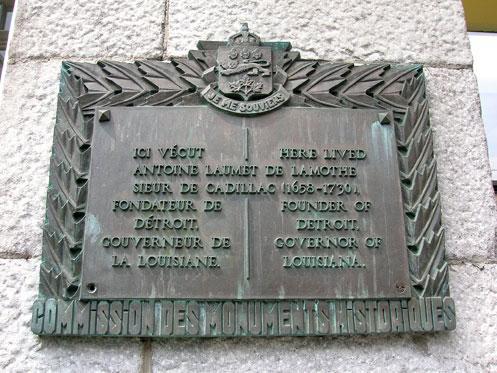 JE ME SOUVIENS
ICI VÉCUT
HERE LIVED
ANTOINE LAUMET DE LAMOTHE
SIEUR DE CADILLAC (1658-1730),
FONDATEUR DE
DÉTROIT,
GOUVERNEUR DE
LA LOUISIANE.
FOUNDER OF
DETROIT,
GOVERNOR OF
LOUISIANA.
COMMISSION DES MONUMENTS HISTORIQUES